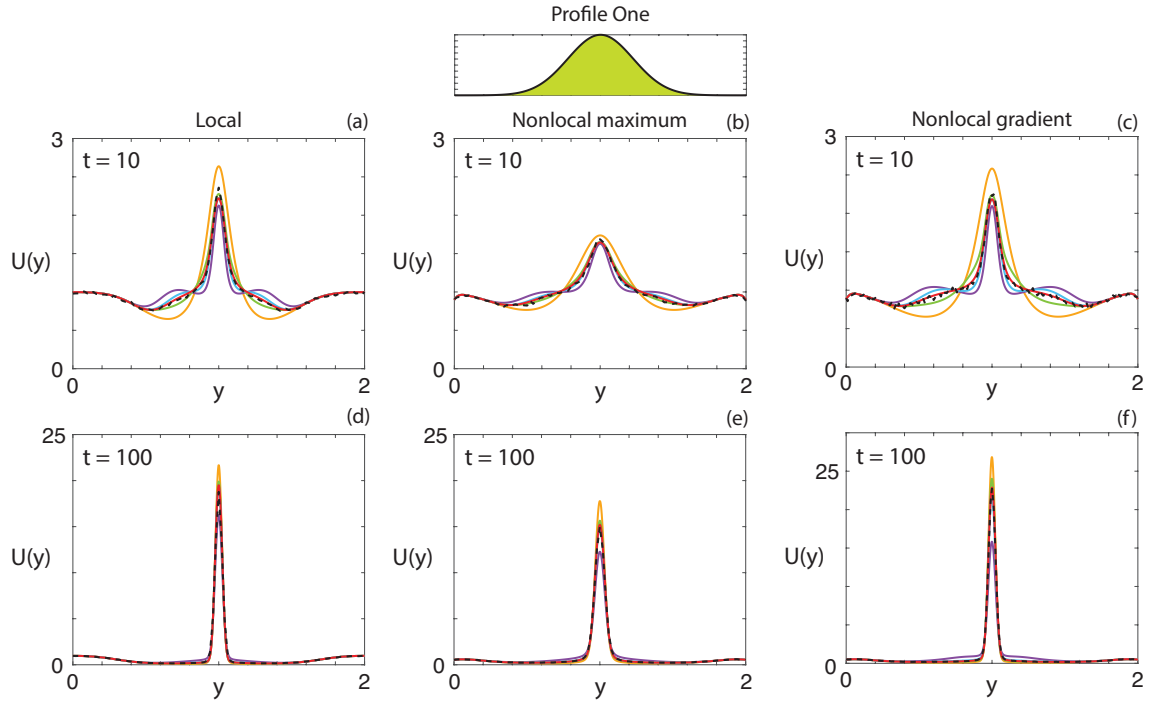 Profile One
Local (a)
Nonlocal maximum (b)
Nonlocal gradient (c)
3 t = 10 U(y) 0 0 y 2
3 t = 10 U(y) 0 0 y 2
3 t = 10 U(y) 0 0 y 2
(d)
(e)
(f)
25 t = 100 U(y) 0 0 y 2
25 t = 100 U(y) 0 0 y 2
25 t = 100 U(y) 0 0 y 2